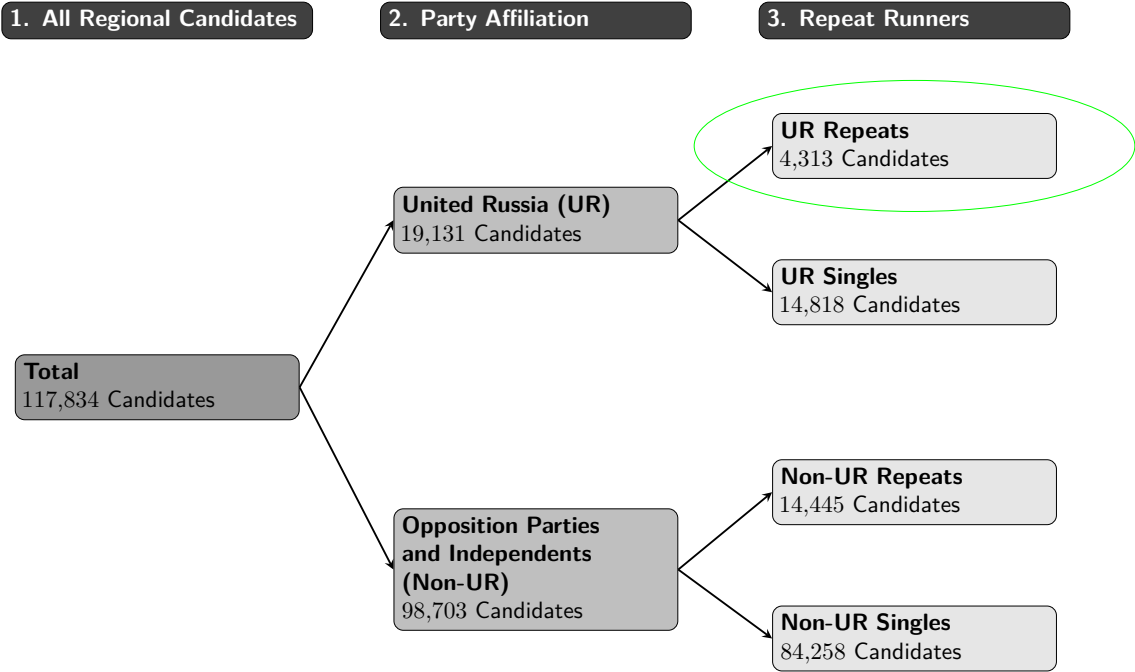 1. All Regional Candidates
2. Party Affiliation
3. Repeat Runners
Total
117,834 Candidates
United Russia (UR)
19,131 Candidates
Opposition Parties
and Independents
(Non-UR)
98,703 Candidates
UR Repeats
4,313 Candidates
UR Singles
14,818 Candidates
Non-UR Repeats
14,445 Candidates
Non-UR Singles
84,258 Candidates